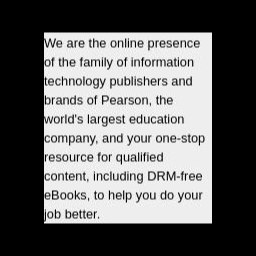 We are the online presence
of the family of information
technology publishers and
brands of Pearson, the
world's largest education
company, and your one-stop
resource for qualified
content, including DRM-free
eBooks, to help you do your
job better.